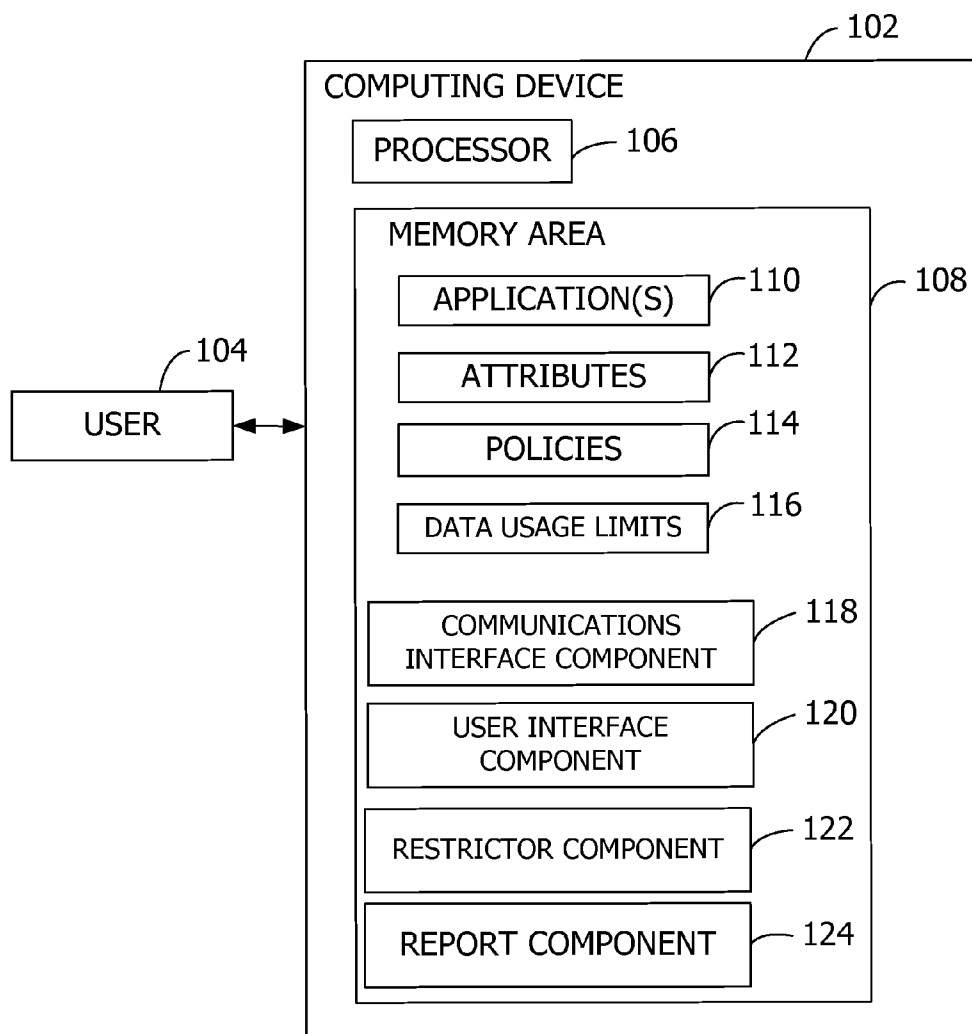 102
COMPUTING DEVICE
PROCESSOR
106
MEMORY AREA
108
APPLICATION(S)
110
ATTRIBUTES
112
104
USER
POLICIES
114
DATA USAGE LIMITS
116
COMMUNICATIONS
INTERFACE COMPONENT
118
USER INTERFACE
COMPONENT
120
RESTRICTOR COMPONENT
122
REPORT COMPONENT
124